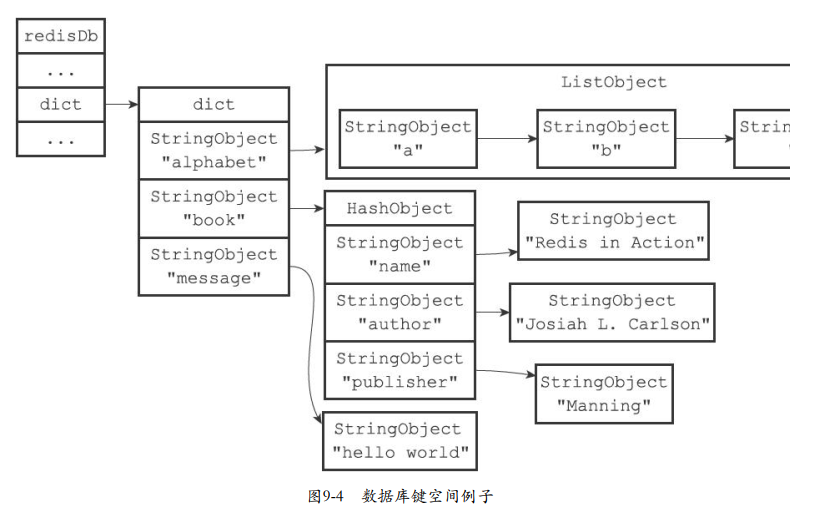 redisDb
...
dict
...
dict
StringObject
"alphabet"
StringObject
"book"
StringObject
"message"
ListObject
StringObject
"a"
StringObject
"b"
HashObject
StringObject
"name"
StringObject
"author"
StringObject
"publisher"
StringObject
"Redis in Action"
StringObject
"Josiah L. Carlson"
StringObject
"Manning"
StringObject
"hello world"
图9-4 数据库键空间例子